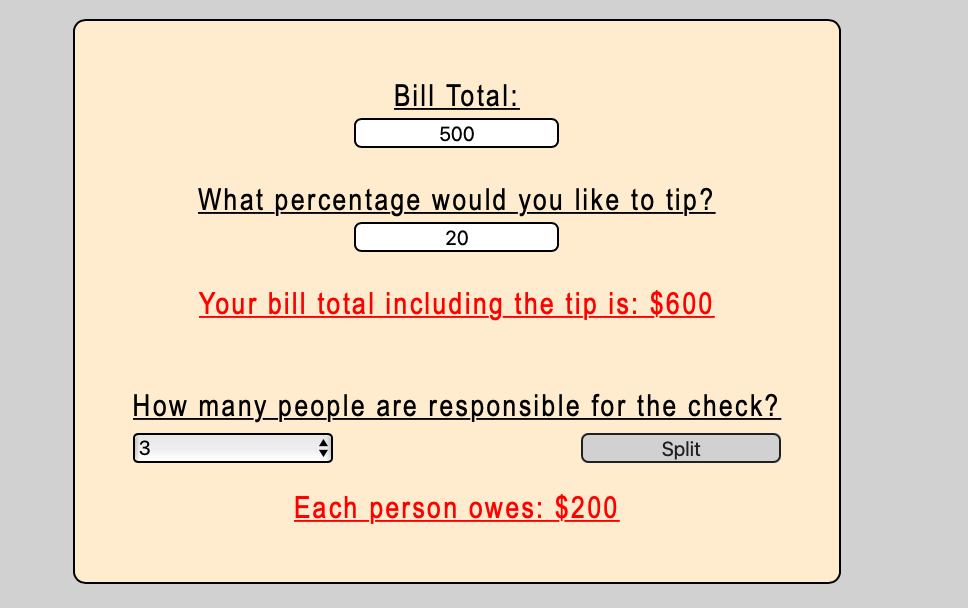 Bill Total:
500
What percentage would you like to tip?
20
Your bill total including the tip is: $600
How many people are responsible for the check?
3
Split
Each person owes: $200